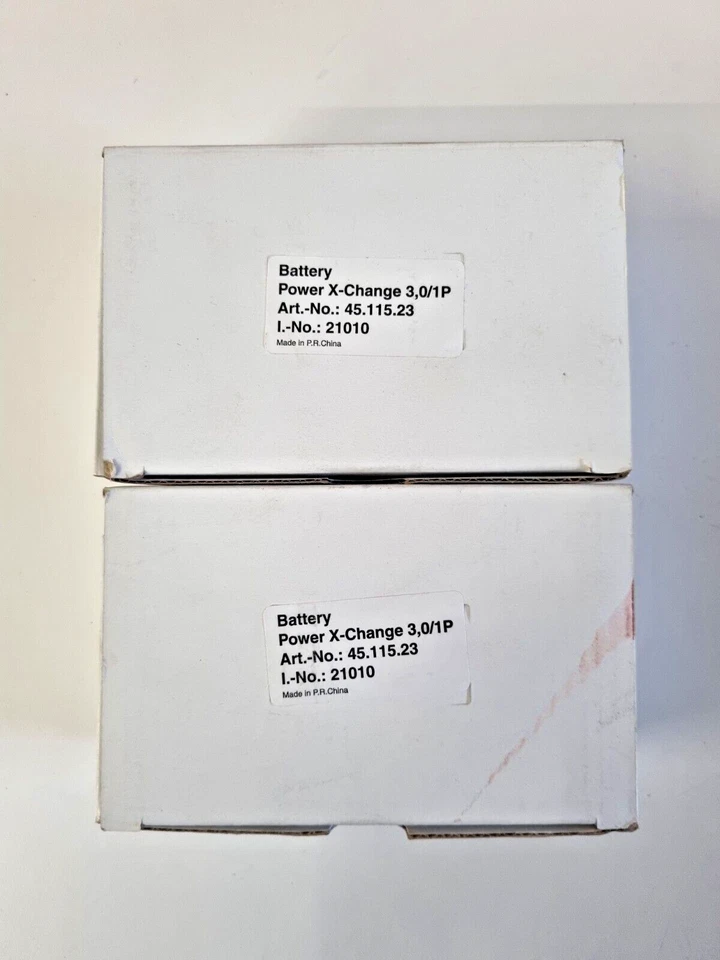 Battery
Power X-Change 3,0/1P
Art.-No.: 45.115.23
I.-No.: 21010
Made in P.R.China
Battery
Power X-Change 3,0/1P
Art.-No.: 45.115.23
I.-No.: 21010
Made in P.R.China